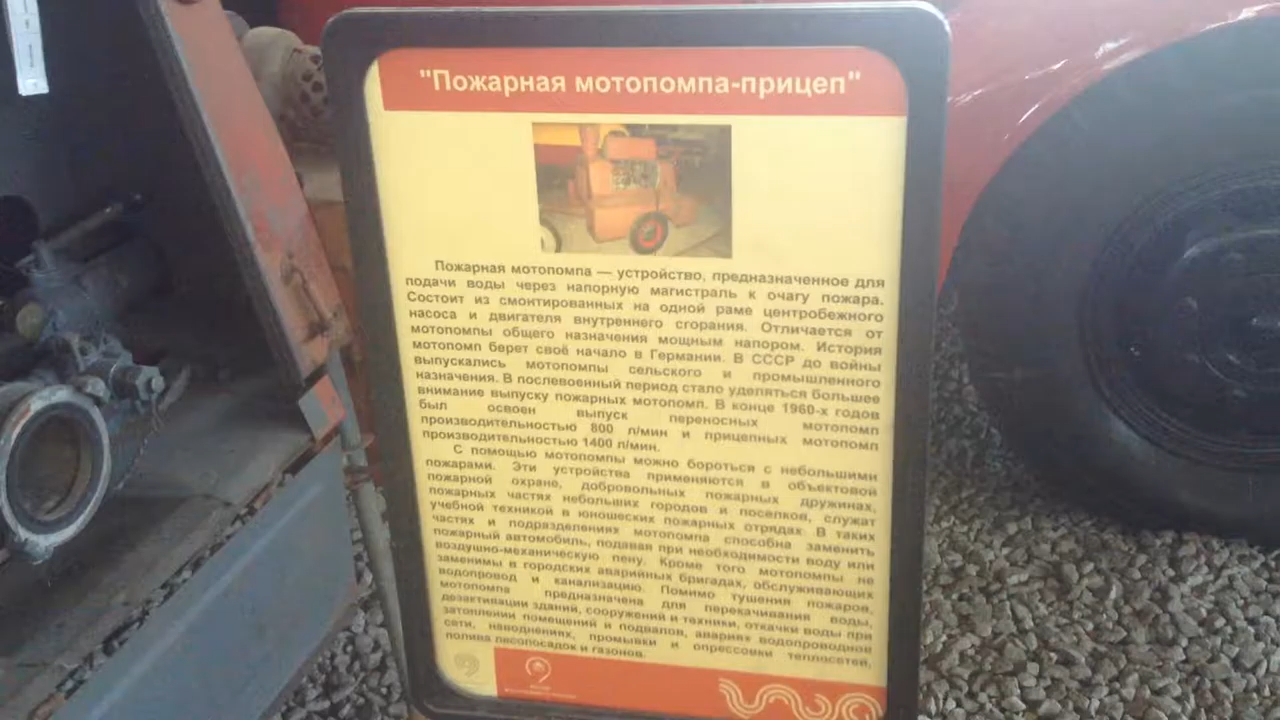 "Пожарная мотопомпа-прицеп"
Пожарная мотопомпа — устройство, предназначенное для
подачи воды через напорную магистраль к очагу пожара.
Состоит из смонтированных на одной раме центробежного
насоса и двигателя внутреннего сгорания. Отличается от
мотопомпы общего назначения мощным напором. История
мотопомп берет своё начало в Германии. В СССР до войны
выпускались мотопомпы сельского и промышленного
назначения. В послевоенный период стало уделяться большее
внимание выпуску пожарных мотопомп. В конце 1960-х годов
был освоен выпуск переносных мотопомп
производительностью 800 л/мин и прицепных мотопомп
производительностью 1400 л/мин.
С помощью мотопомпы можно бороться с небольшими
пожарами. Эти устройства применяются в объектовой
пожарной охране, добровольных пожарных дружинах,
пожарных частях небольших городов и поселков, служат
учебной техникой в юношеских пожарных отрядах. В таких
частях и подразделениях мотопомпа способна заменить
пожарный автомобиль, подавая при необходимости воду или
воздушно-механическую пену. Кроме того мотопомпы не
заменимы в городских аварийных бригадах, обслуживающих
водопровод и канализацию. Помимо тушения пожаров,
мотопомпа предназначена для перекачивания воды,
дезактивации зданий, сооружений и техники, откачки воды при
затоплении помещений и подвалов, авариях водопроводной
сети, наводнениях, промывки и опрессовки теплосетей,
полива лесопосадок и газонов.